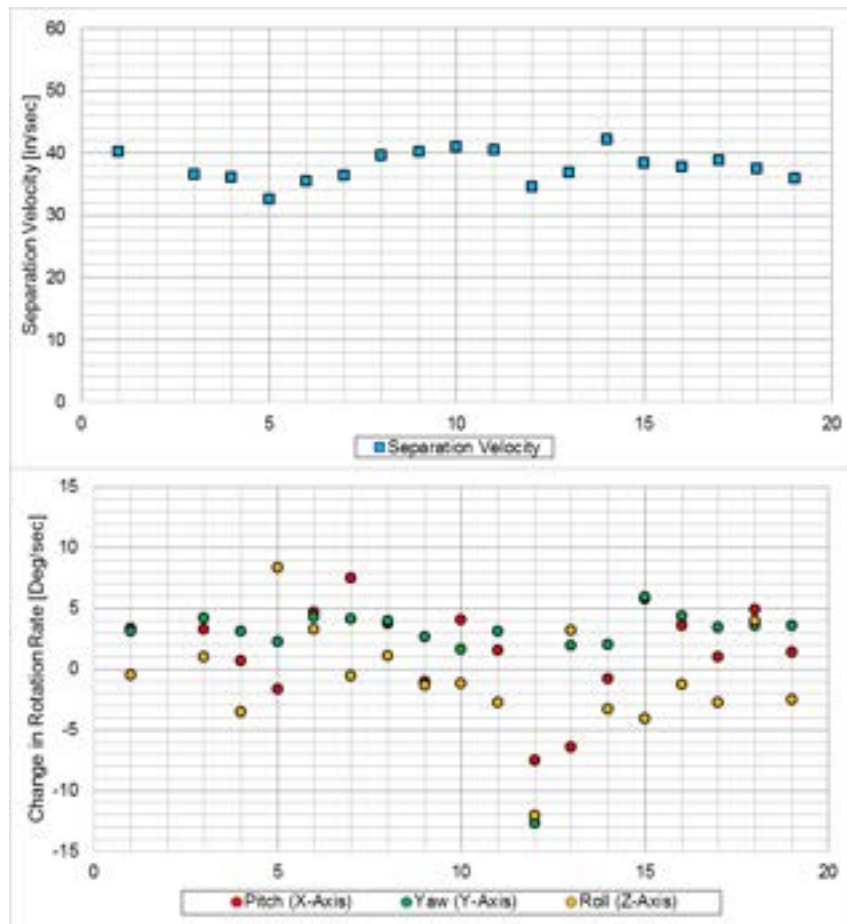 60
50
40
30
20
10
0
Separation Velocity [in/sec]
0 5 10 15 20
Separation Velocity
15
10
5
0
-5
-10
-15
Change in Rotation Rate [Deg/sec]
0 5 10 15 20
Pitch (X-Axis) Yaw (Y-Axis) Roll (Z-Axis)